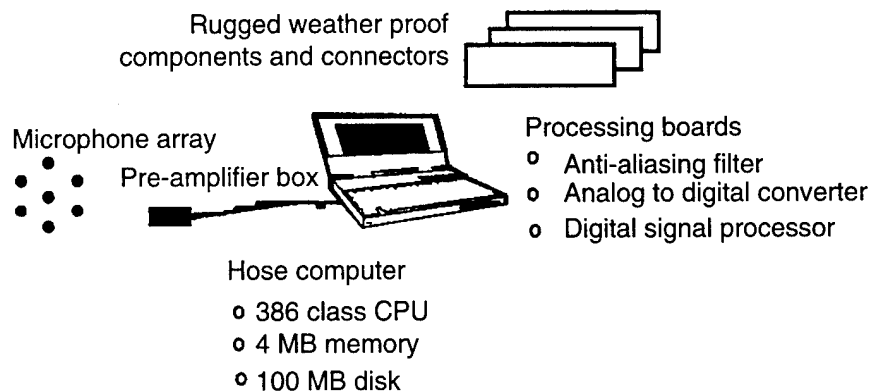 Rugged weather proof
components and connectors
Microphone array
Pre-amplifier box
Processing boards
o Anti-aliasing filter
o Analog to digital converter
o Digital signal processor
Hose computer
o 386 class CPU
o 4 MB memory
o 100 MB disk